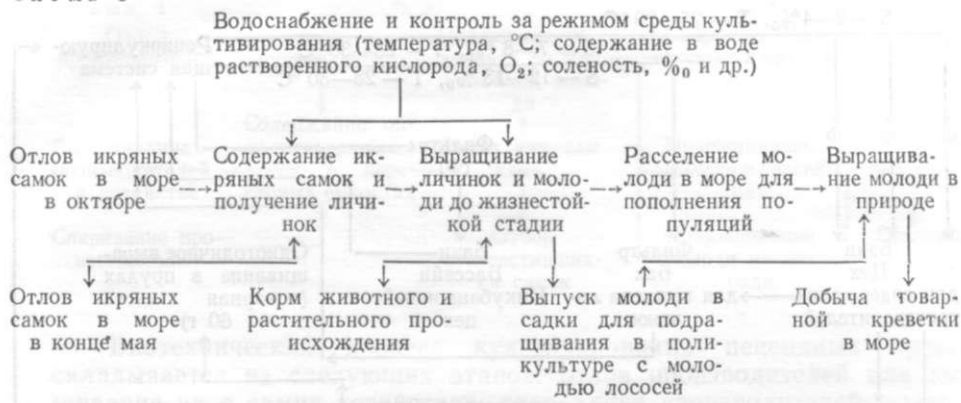 Водоснабжение и контроль за режимом среды куль-
тивирования (температура, °С; содержание в воде
растворенного кислорода, О₂; соленость, ‰ и др.)
Отлов икряных
самок в море
в октябре
Содержание ик-
ряных самок и
получение личи-
нок
Выращивание
личинок и моло-
ди до жизнестой-
кой стадии
Расселение мо-
лоди в море для
пополнения по-
пуляций
Выращива-
ние молоди в
природе
Отлов икряных
самок в море
в конце мая
Корм животного и
растительного про-
исхождения
Выпуск молоди в
садки для подра-
щивания в поли-
культуре с моло-
дью лососей
Добыча товар-
ной креветки
в море